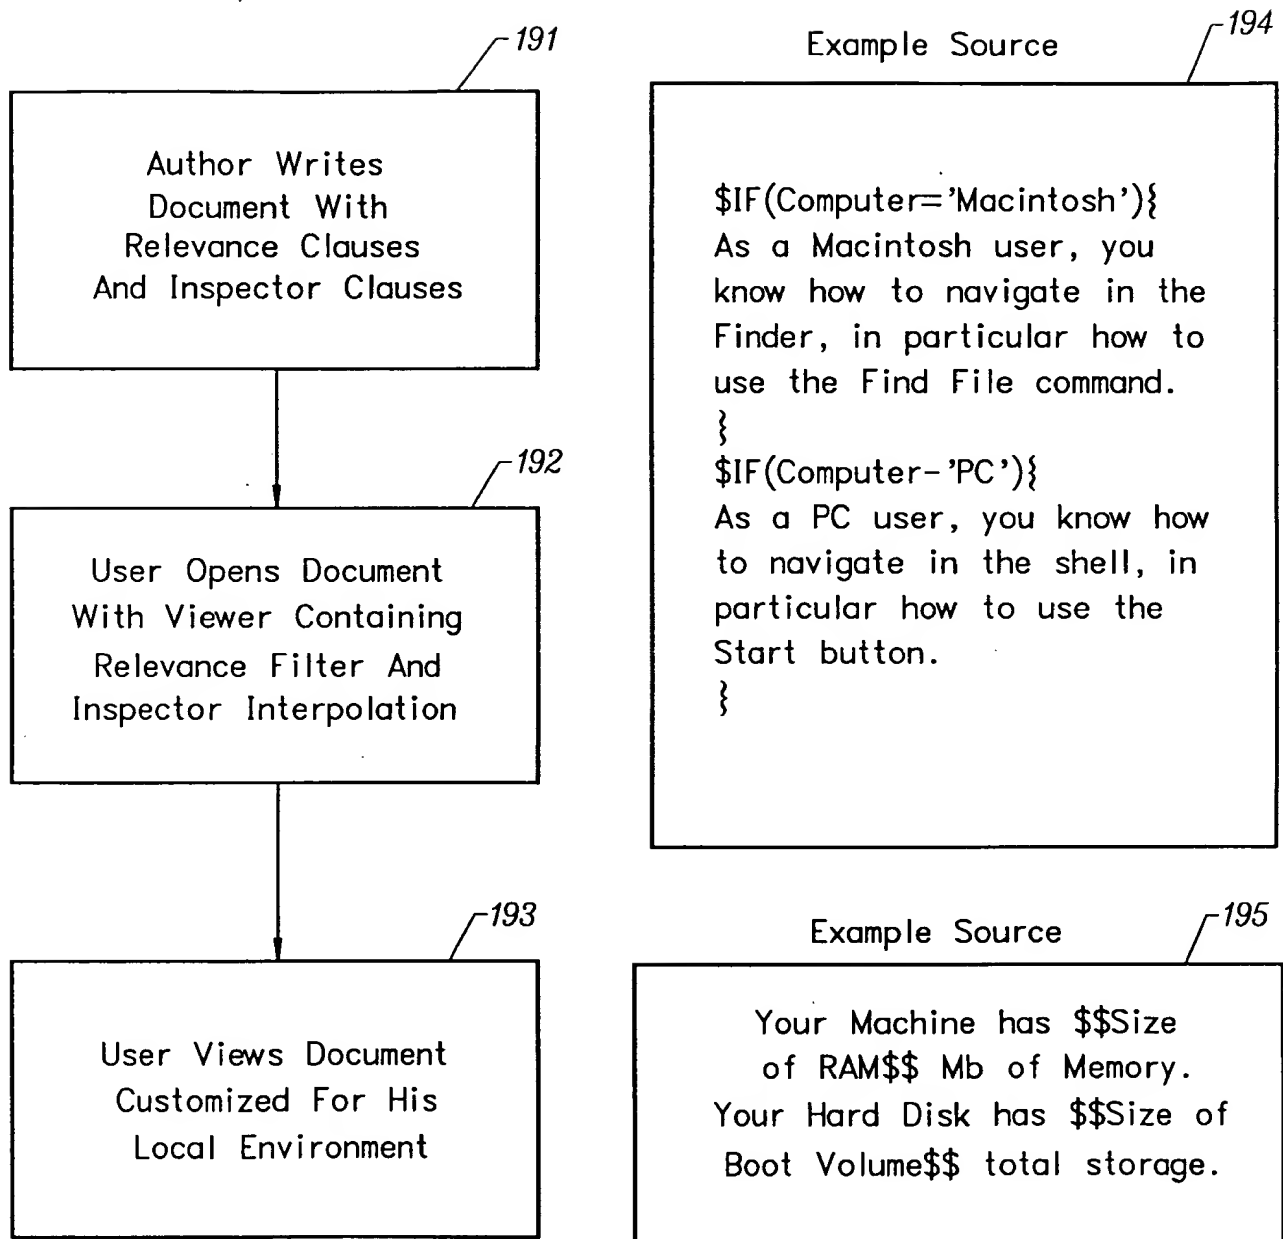 191
Author Writes
Document With
Relevance Clauses
And Inspector Clauses
192
User Opens Document
With Viewer Containing
Relevance Filter And
Inspector Interpolation
193
User Views Document
Customized For His
Local Environment
Example Source
194
$IF(Computer='Macintosh'){
As a Macintosh user, you
know how to navigate in the
Finder, in particular how to
use the Find File command.
}
$IF(Computer-'PC'){
As a PC user, you know how
to navigate in the shell, in
particular how to use the
Start button.
}
Example Source
195
Your Machine has $$Size
of RAM$$ Mb of Memory.
Your Hard Disk has $$Size of
Boot Volume$$ total storage.